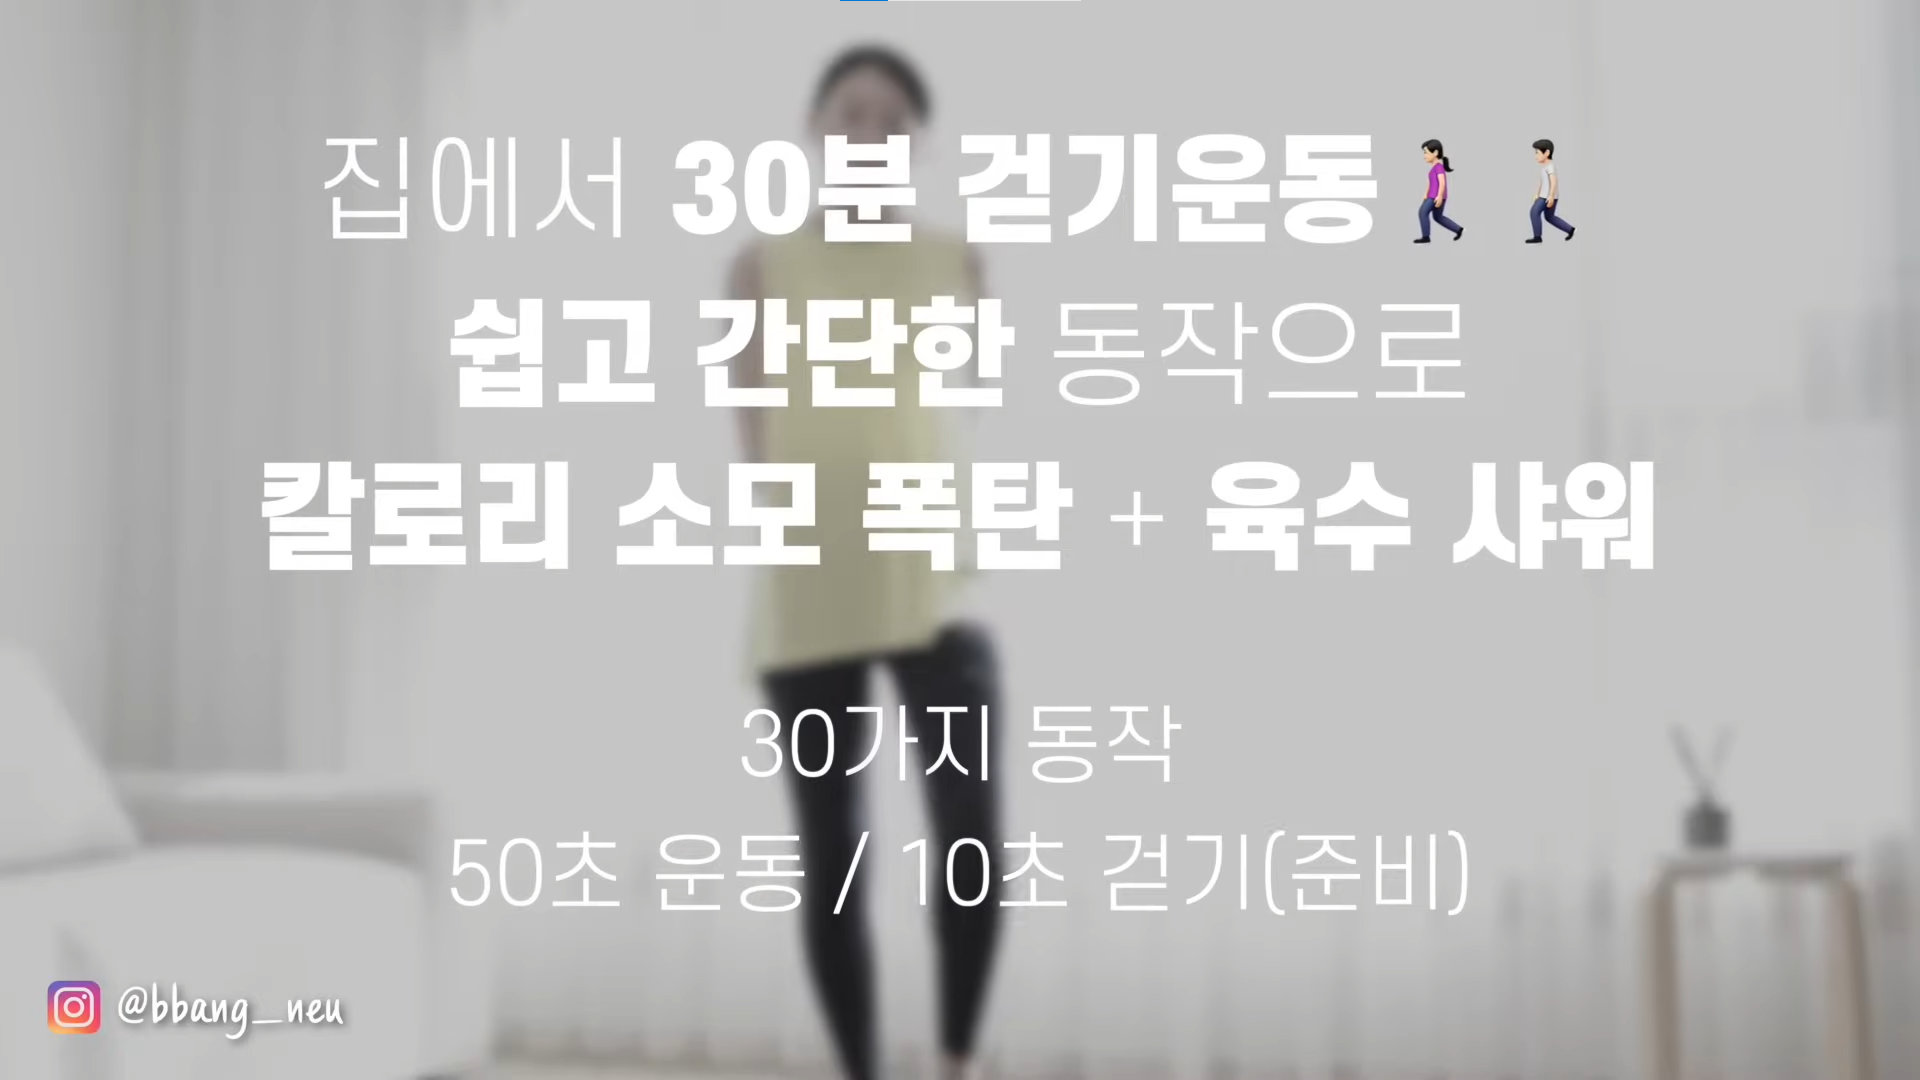 집에서 30분 걷기운동
쉽고 간단한 동작으로
칼로리 소모 폭탄 + 육수 샤워
30가지 동작
50초 운동 / 10초 걷기(준비)
@bbang_neu